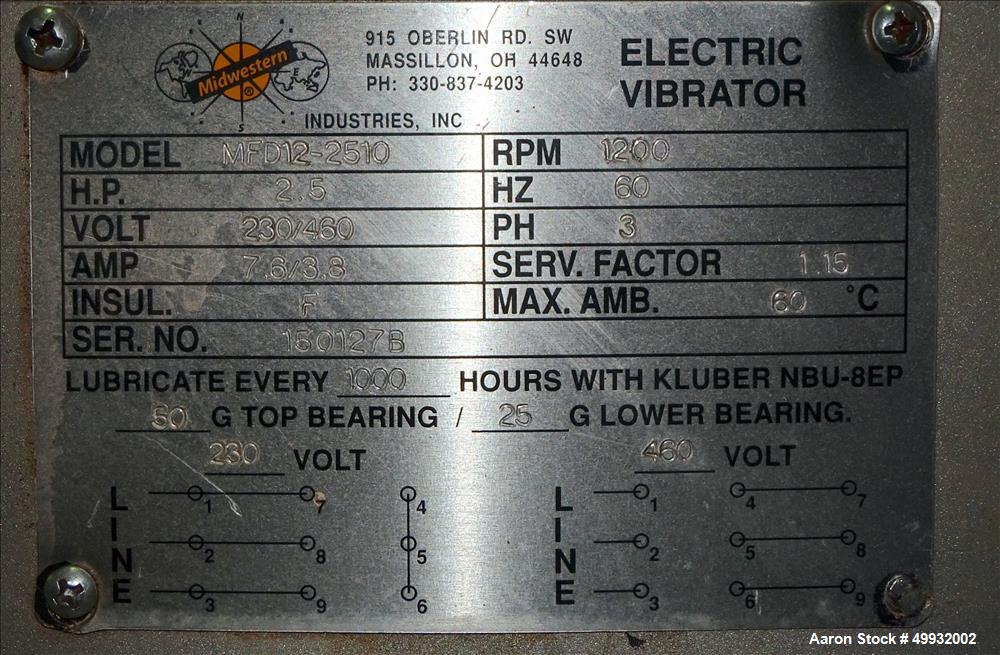 N
W
E
S
Midwestern
®
INDUSTRIES, INC
915 OBERLIN RD. SW
MASSILLON, OH 44648
PH: 330-837-4203
ELECTRIC
VIBRATOR
MODEL MFD12-2510 RPM 1200
H.P. 2.5 HZ 60
VOLT 230/460 PH 3
AMP 7.6/3.8 SERV. FACTOR 1.15
INSUL. F MAX. AMB. 60 °C
SER. NO. 150127B
LUBRICATE EVERY 1000 HOURS WITH KLUBER NBU-8EP
50 G TOP BEARING / 25 G LOWER BEARING.
230 VOLT 460 VOLT
LINE 1 7 4 LINE 1 4 7
2 8 5 2 5 8
3 9 6 3 6 9
Aaron Stock # 49932002